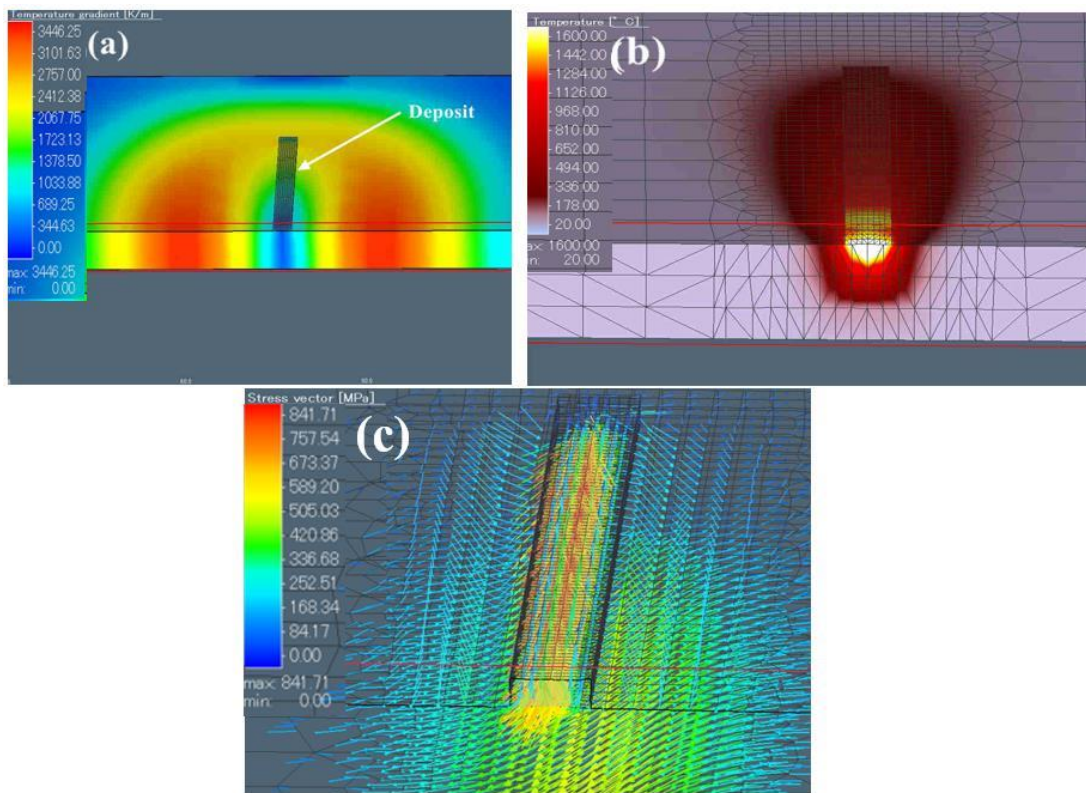 Temperature gradient [K/m]
3446.25
3101.63
2757.00
2412.38
2067.75
1723.13
1378.50
1033.88
689.25
344.63
0.00
max: 3446.25
min: 0.00
(a)
Deposit
Temperature [° C]
1600.00
1442.00
1284.00
1126.00
968.00
810.00
652.00
494.00
336.00
178.00
20.00
max: 1600.00
min: 20.00
(b)
Stress vector [MPa]
841.71
757.54
673.37
589.20
505.03
420.86
336.68
252.51
168.34
84.17
0.00
max: 841.71
min: 0.00
(c)